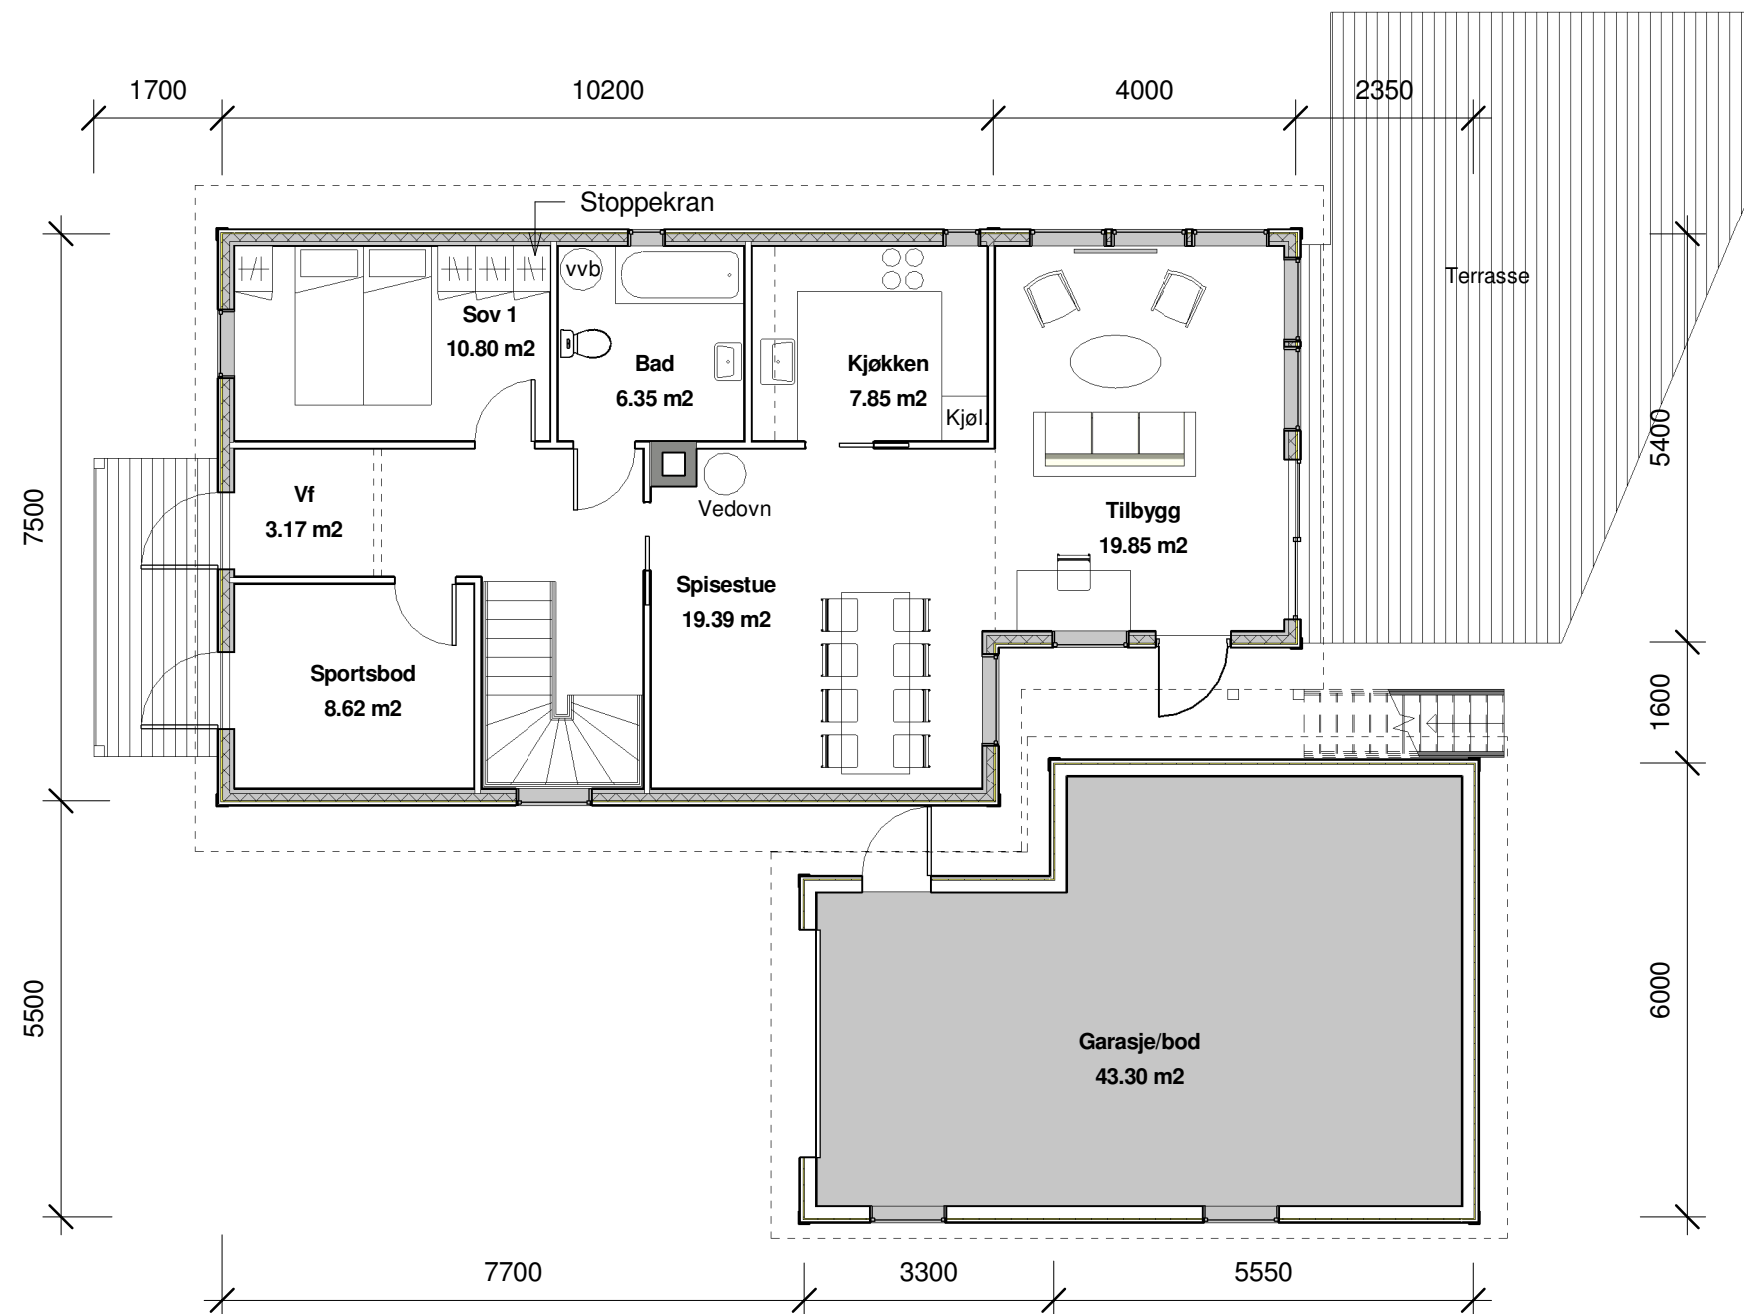 1700
10200
4000
2350
Stoppekran
vvb
Terrasse
Sov 1
10.80 m2
Bad
6.35 m2
Kjøkken
7.85 m2
Kjøl.
5400
7500
Vf
3.17 m2
Vedovn
Tilbygg
19.85 m2
Spisestue
19.39 m2
Sportsbod
8.62 m2
1600
5500
6000
Garasje/bod
43.30 m2
7700
3300
5550